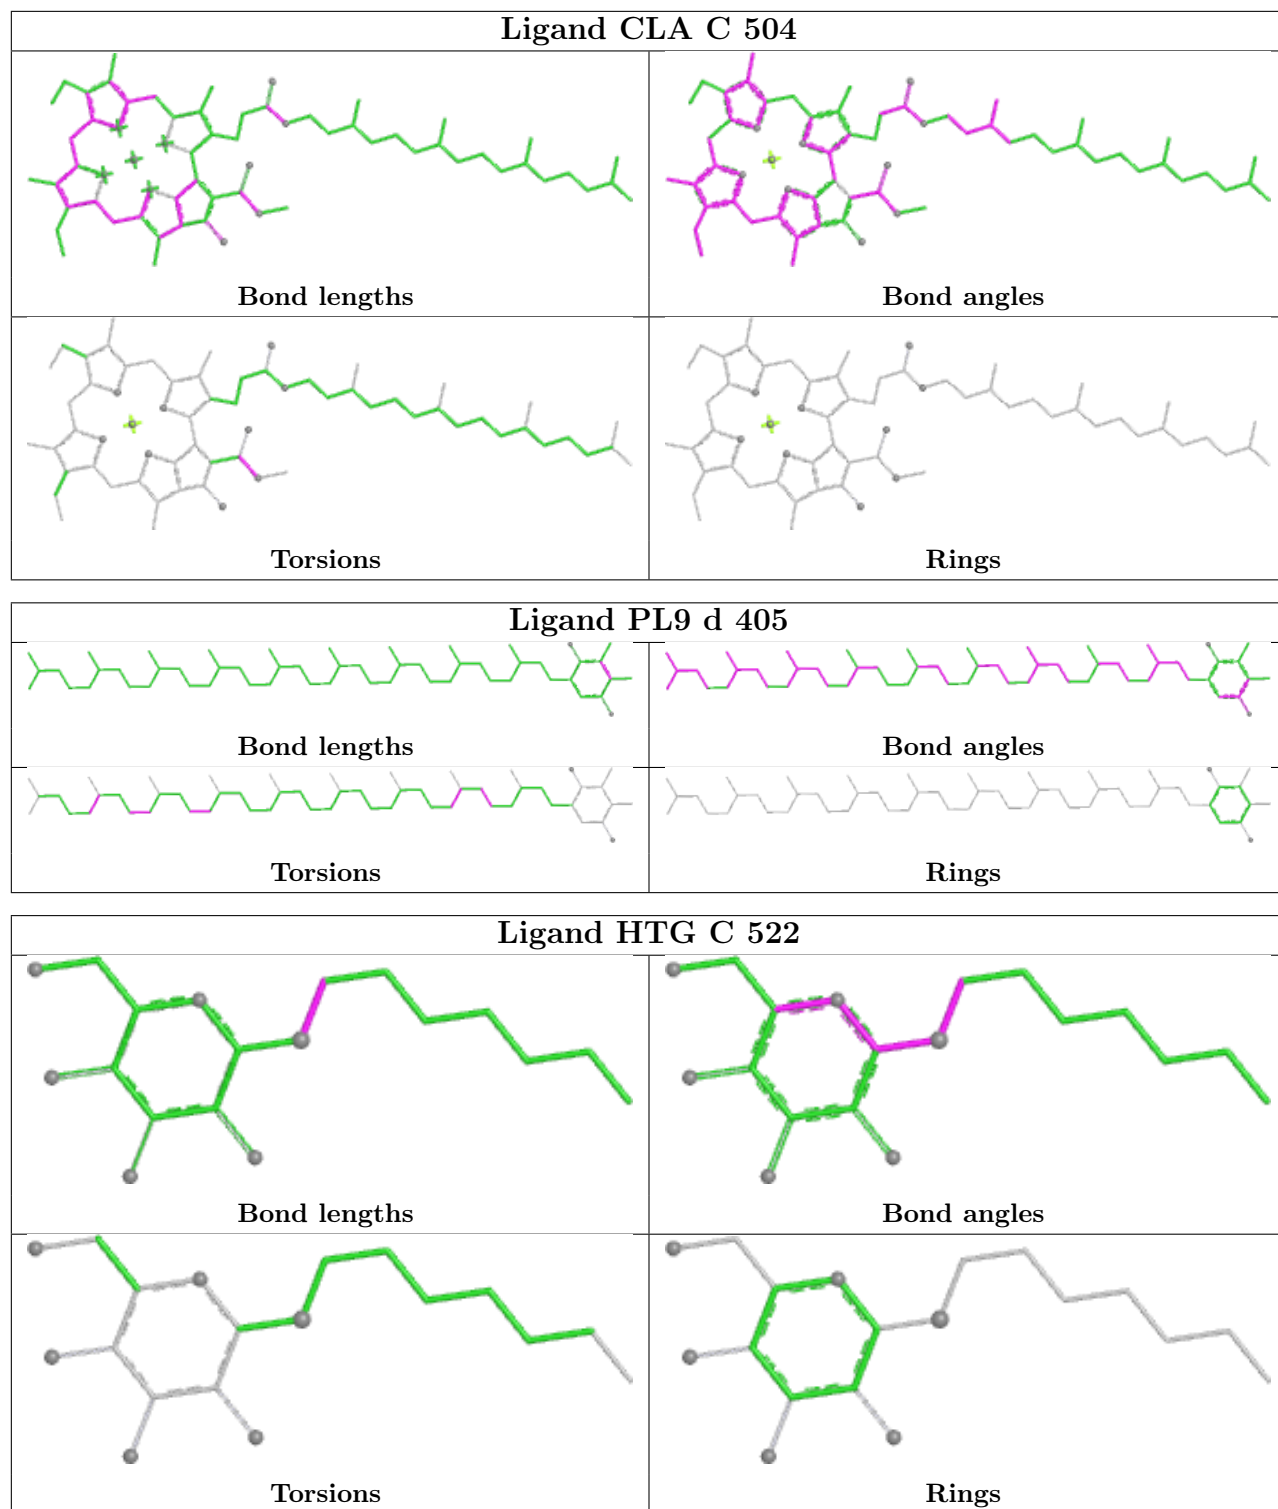 Ligand CLA C 504
Bond lengths
Bond angles
Torsions
Rings
Ligand PL9 d 405
Bond lengths
Bond angles
Torsions
Rings
Ligand HTG C 522
Bond lengths
Bond angles
Torsions
Rings